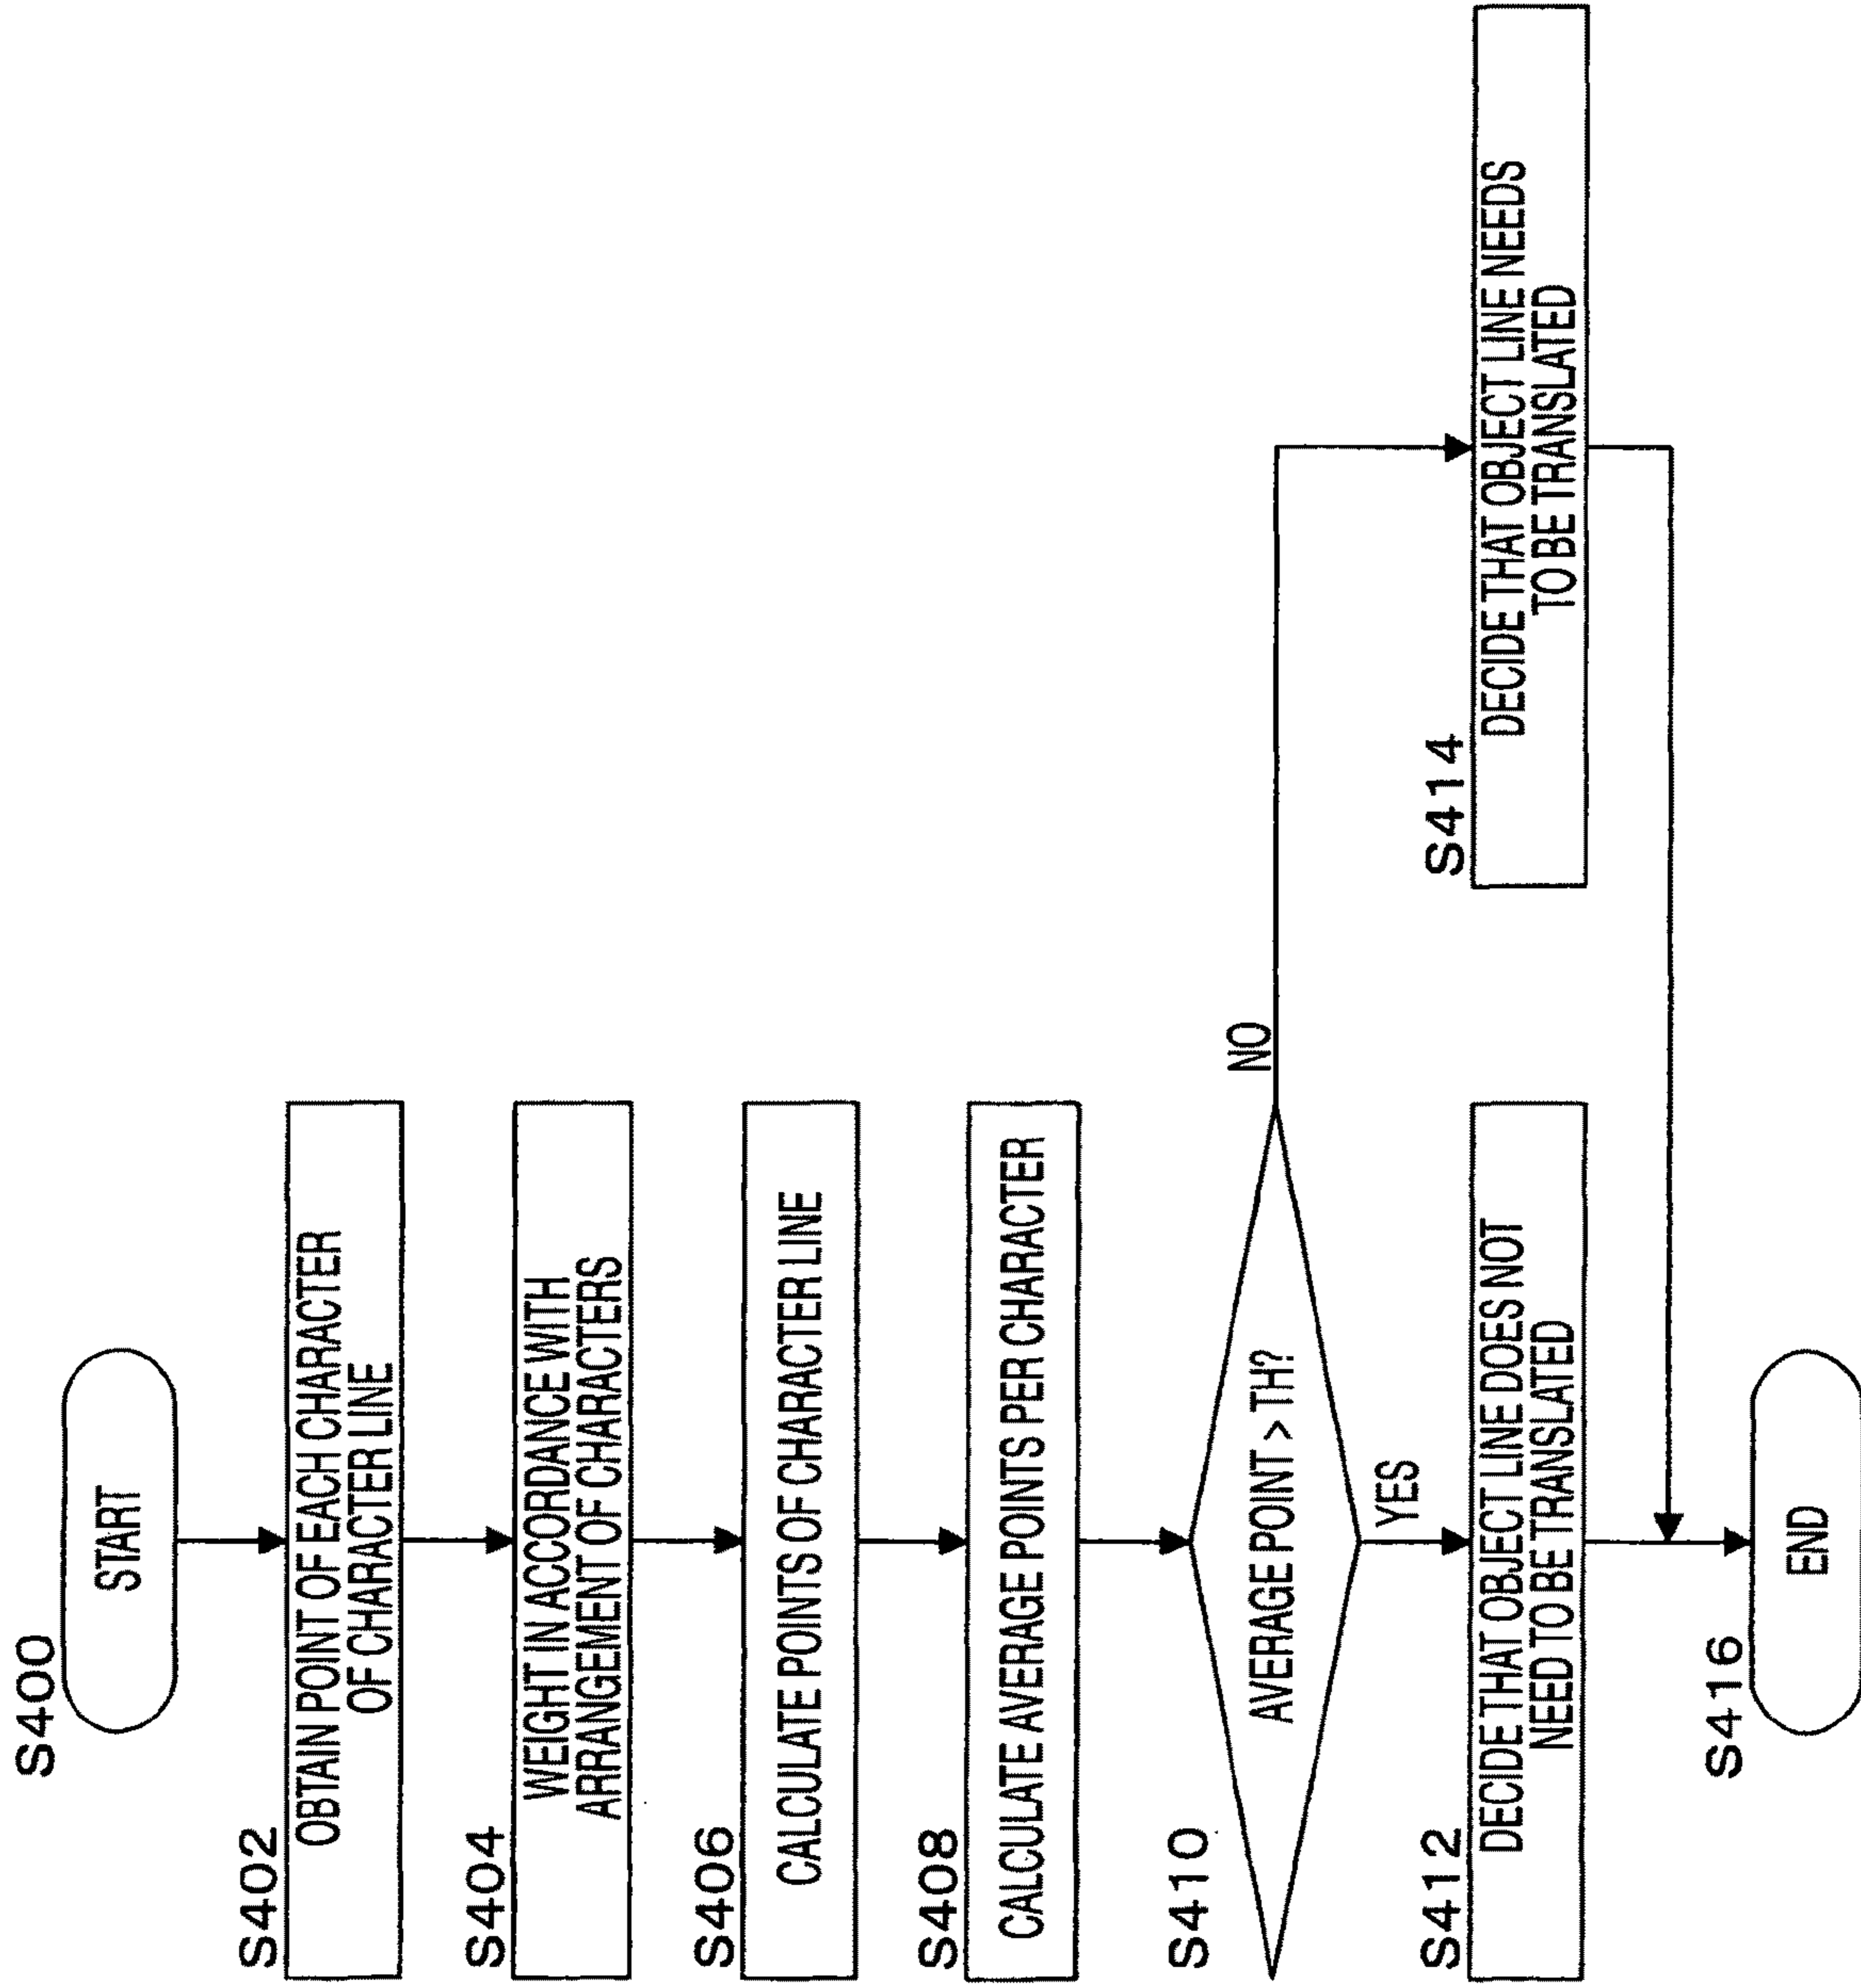 S400
START
S402
OBTAIN POINT OF EACH CHARACTER
OF CHARACTER LINE
S404
WEIGHT IN ACCORDANCE WITH
ARRANGEMENT OF CHARACTERS
S406
CALCULATE POINTS OF CHARACTER LINE
S408
CALCULATE AVERAGE POINTS PER CHARACTER
S410
AVERAGE POINT > TH?
NO
YES
S412
DECIDE THAT OBJECT LINE DOES NOT
NEED TO BE TRANSLATED
S414
DECIDE THAT OBJECT LINE NEEDS
TO BE TRANSLATED
S416
END